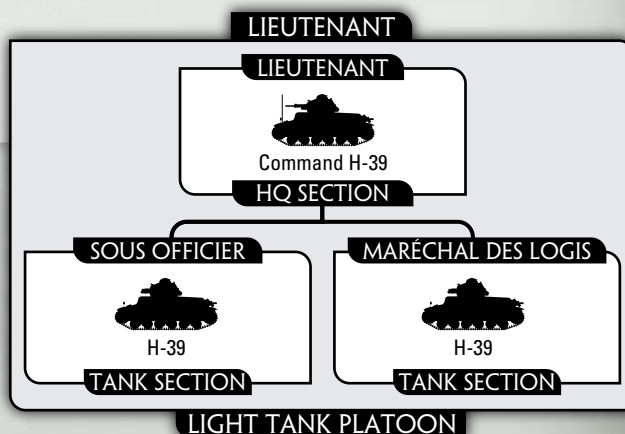 LIEUTENANT
LIEUTENANT
Command H-39
HQ SECTION
SOUS OFFICIER
MARÉCHAL DES LOGIS
H-39
H-39
TANK SECTION
TANK SECTION
LIGHT TANK PLATOON